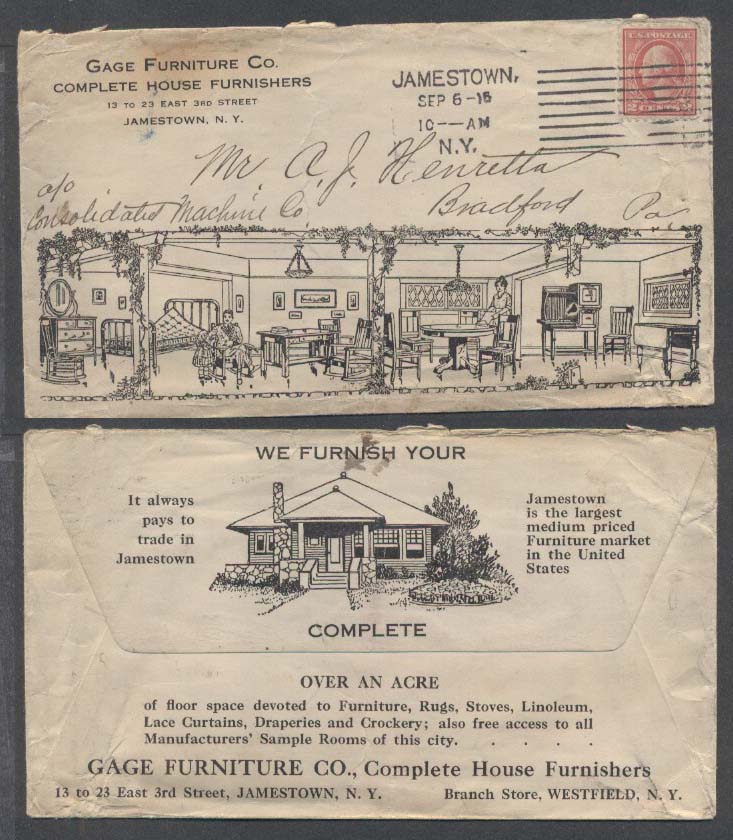 GAGE FURNITURE CO.
COMPLETE HOUSE FURNISHERS
13 TO 23 EAST 3RD STREET
JAMESTOWN, N. Y.
JAMESTOWN,
SEP 6-16
10--AM
N.Y.
U.S. POSTAGE
Mr A. J. Henretta
c/o
Consolidated Machine Co
Bradford Pa
WE FURNISH YOUR
It always
pays to
trade in
Jamestown
Jamestown
is the largest
medium priced
Furniture market
in the United
States
COMPLETE
OVER AN ACRE
of floor space devoted to Furniture, Rugs, Stoves, Linoleum,
Lace Curtains, Draperies and Crockery; also free access to all
Manufacturers' Sample Rooms of this city. . . . .
GAGE FURNITURE CO., Complete House Furnishers
13 to 23 East 3rd Street, JAMESTOWN, N. Y. Branch Store, WESTFIELD, N. Y.